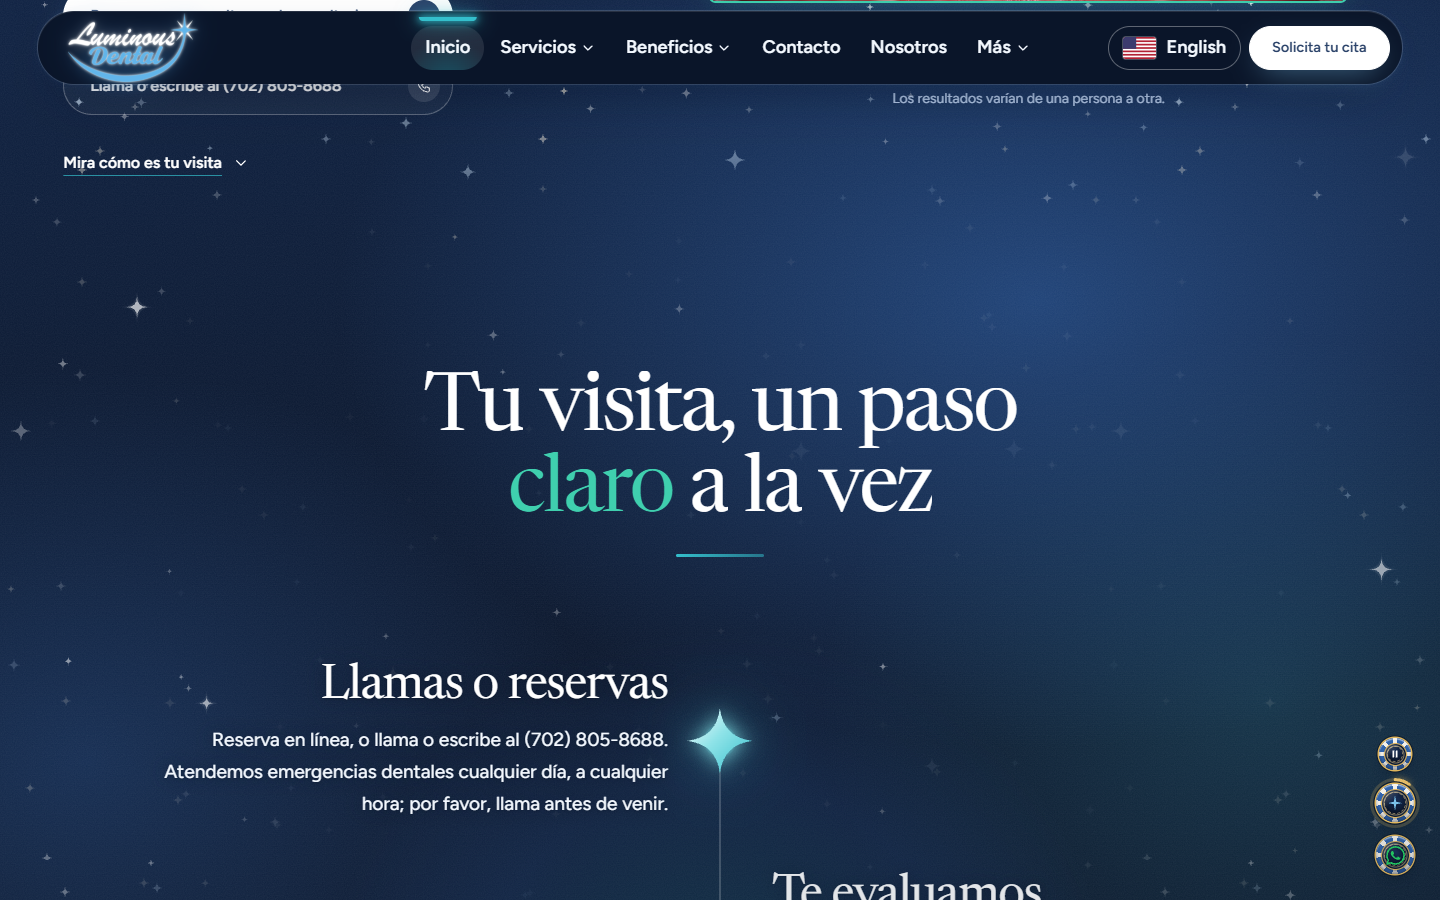 Luminous
Dental
Inicio
Servicios
Beneficios
Contacto
Nosotros
Más
English
Solicita tu cita
Llama o escribe al (702) 805-8688
Los resultados varían de una persona a otra.
Mira cómo es tu visita
Tu visita, un paso
claro a la vez
Llamas o reservas
Reserva en línea, o llama o escribe al (702) 805-8688.
Atendemos emergencias dentales cualquier día, a cualquier
hora; por favor, llama antes de venir.
Te evaluamos